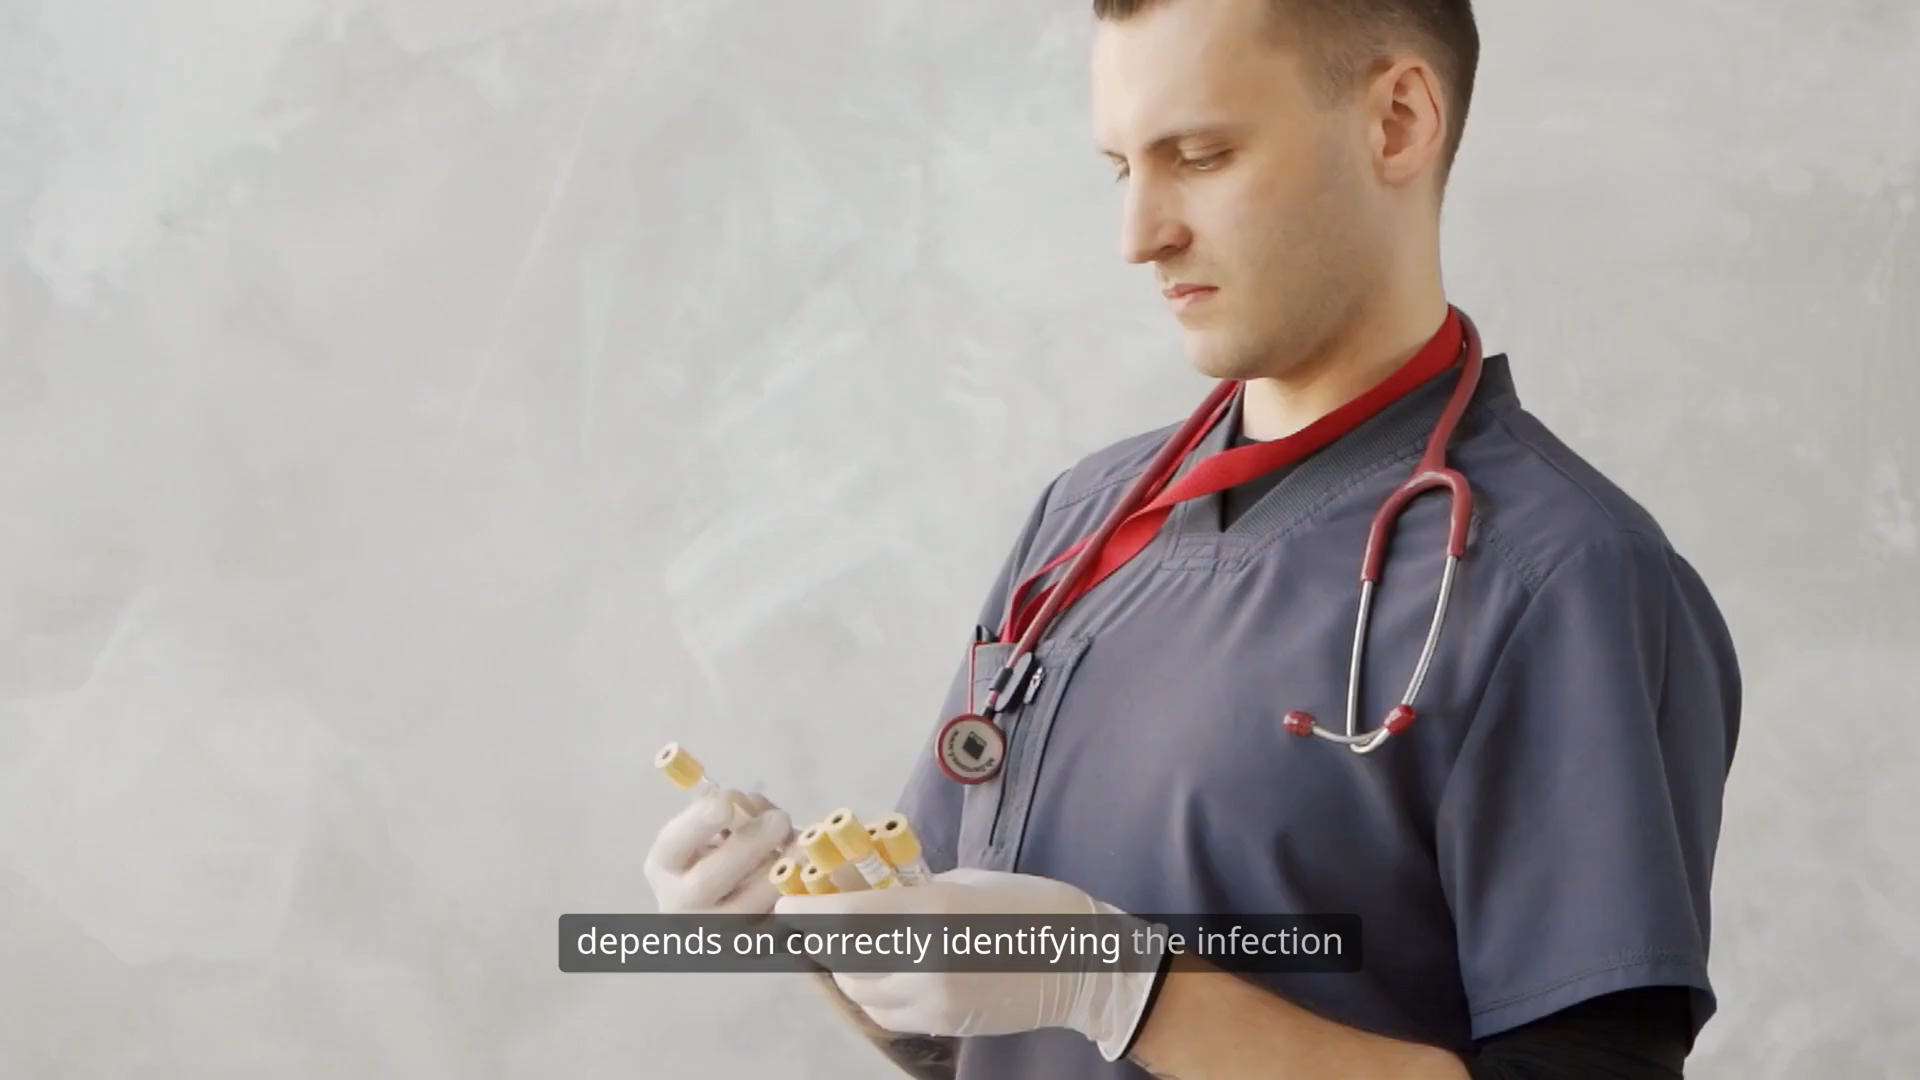 depends on correctly identifying the infection